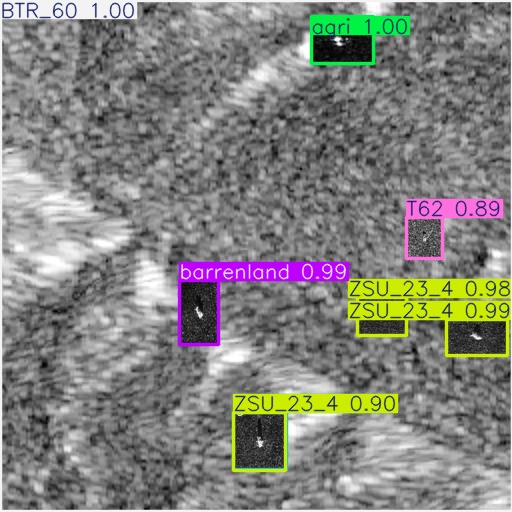 BTR_60 1.00
agri 1.00
T62 0.89
barrenland 0.99
ZSU_23_4 0.98
ZSU_23_4 0.99
ZSU_23_4 0.90